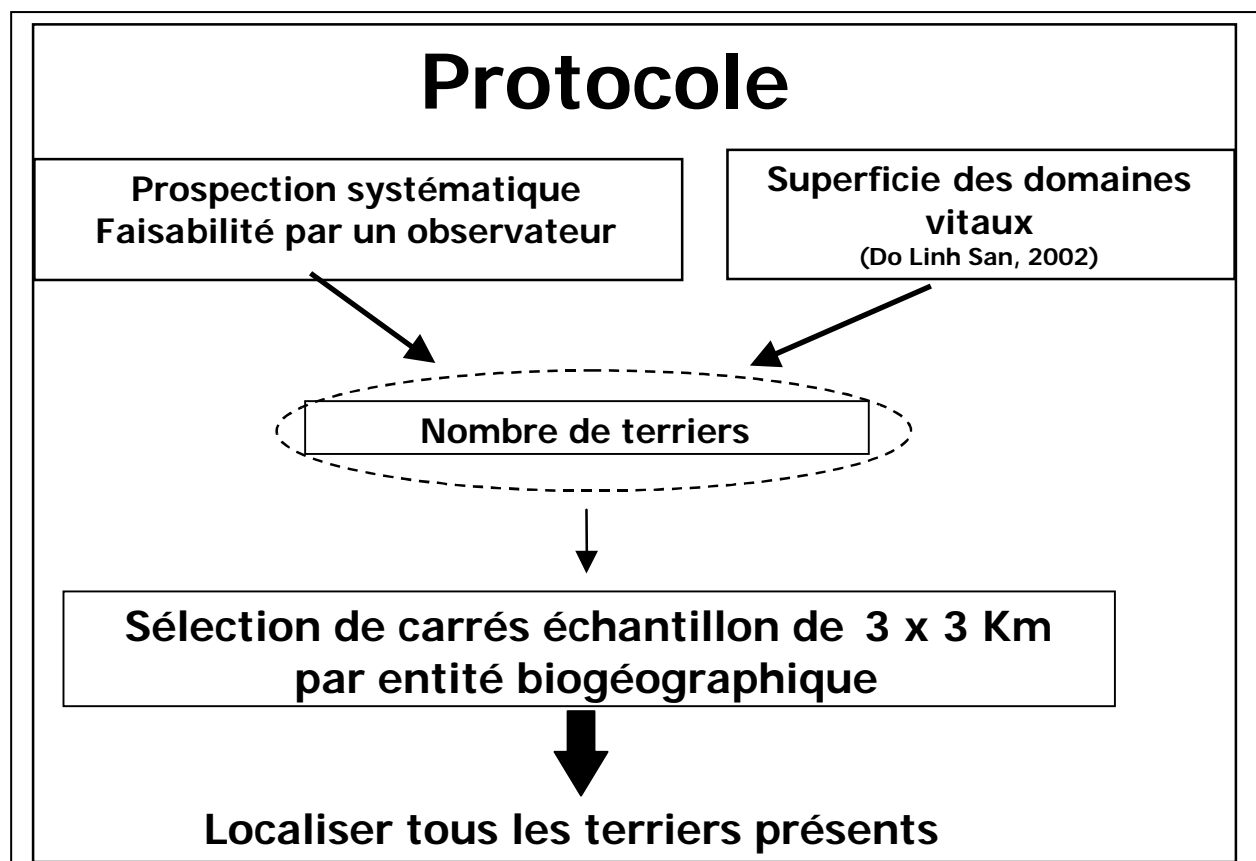 Protocole
Prospection systématique
Faisabilité par un observateur
Superficie des domaines
vitaux
(Do Linh San, 2002)
Nombre de terriers
Sélection de carrés échantillon de 3 x 3 Km
par entité biogéographique
Localiser tous les terriers présents